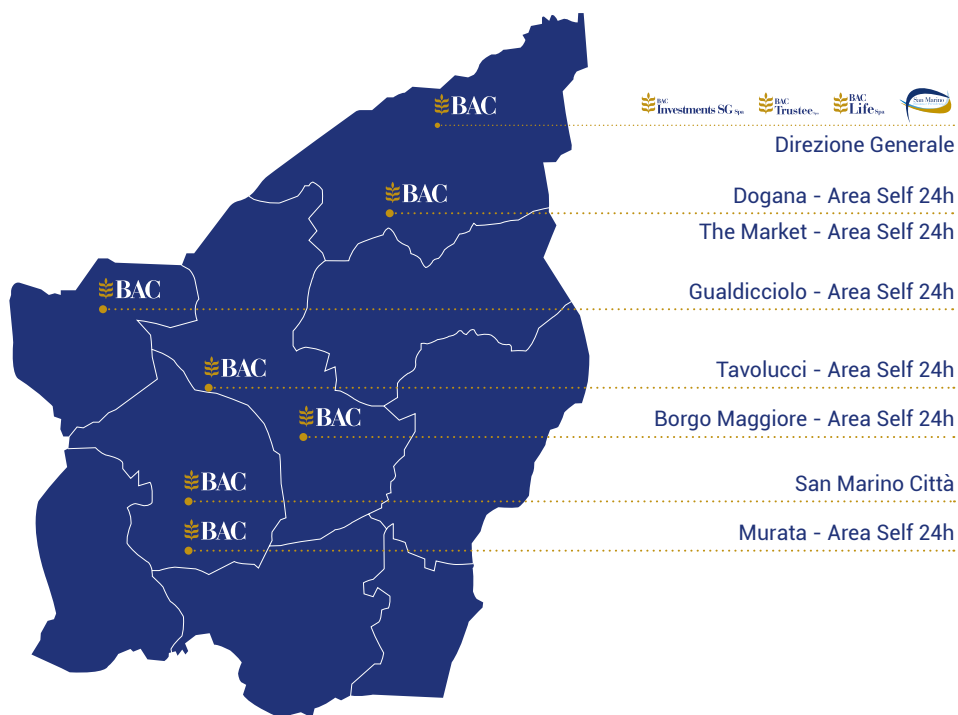 BAC
BAC Investments SG Spa
BAC Trustee
BAC Life Spa
San Marino
Direzione Generale
BAC
Dogana - Area Self 24h
The Market - Area Self 24h
BAC
Gualdicciolo - Area Self 24h
BAC
Tavolucci - Area Self 24h
BAC
Borgo Maggiore - Area Self 24h
BAC
San Marino Città
BAC
Murata - Area Self 24h